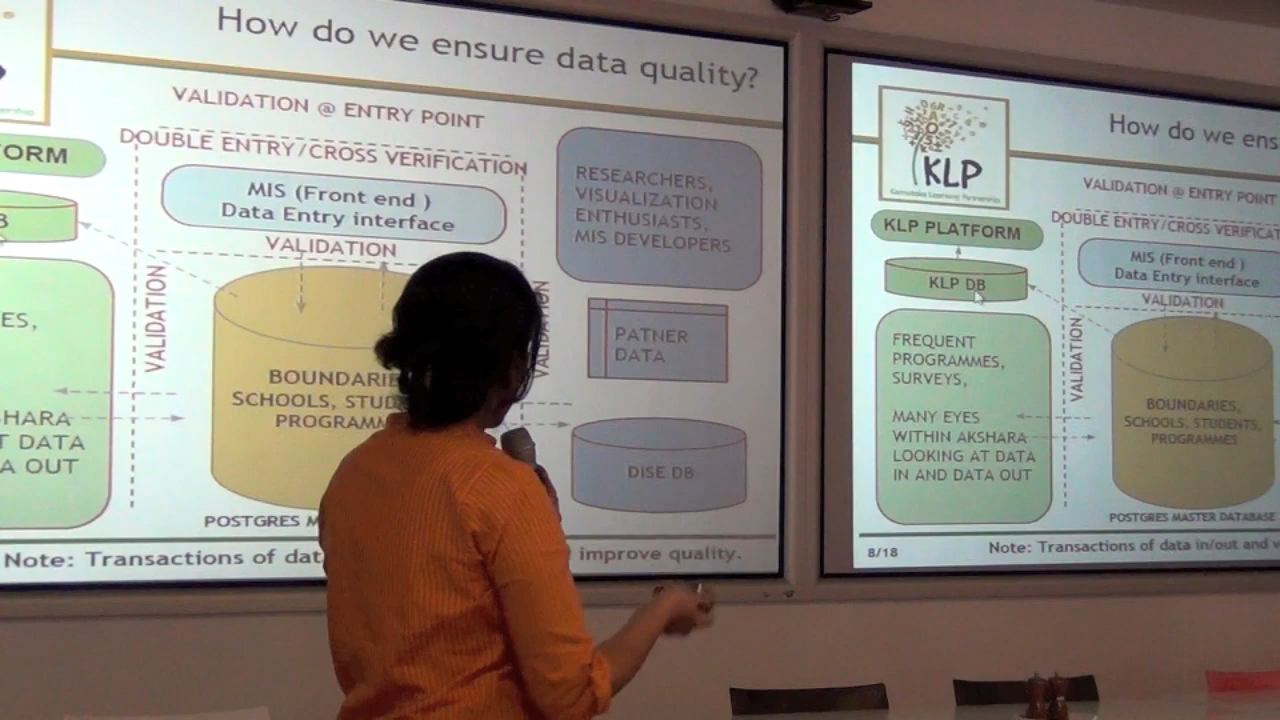 How do we ensure data quality?
VALIDATION @ ENTRY POINT
DOUBLE ENTRY/CROSS VERIFICATION
MIS (Front end )
Data Entry interface
VALIDATION
VALIDATION
VALIDATION
RESEARCHERS,
VISUALIZATION
ENTHUSIASTS,
MIS DEVELOPERS
PATNER
DATA
DISE DB
FORM
B
ES,
SHARA
T DATA
A OUT
BOUNDARIE
SCHOOLS, STUD
PROGRAMM
POSTGRES M
Note: Transactions of dat
improve quality.
How do we ens
KLP
Karnataka Learning Partnership
VALIDATION @ ENTRY POINT
DOUBLE ENTRY/CROSS VERIFICAT
KLP PLATFORM
MIS (Front end )
Data Entry interface
KLP DB
VALIDATION
VALIDATION
FREQUENT
PROGRAMMES,
SURVEYS,
MANY EYES
WITHIN AKSHARA
LOOKING AT DATA
IN AND DATA OUT
BOUNDARIES,
SCHOOLS, STUDENTS,
PROGRAMMES
POSTGRES MASTER DATABASE
8/18
Note: Transactions of data in/out and v